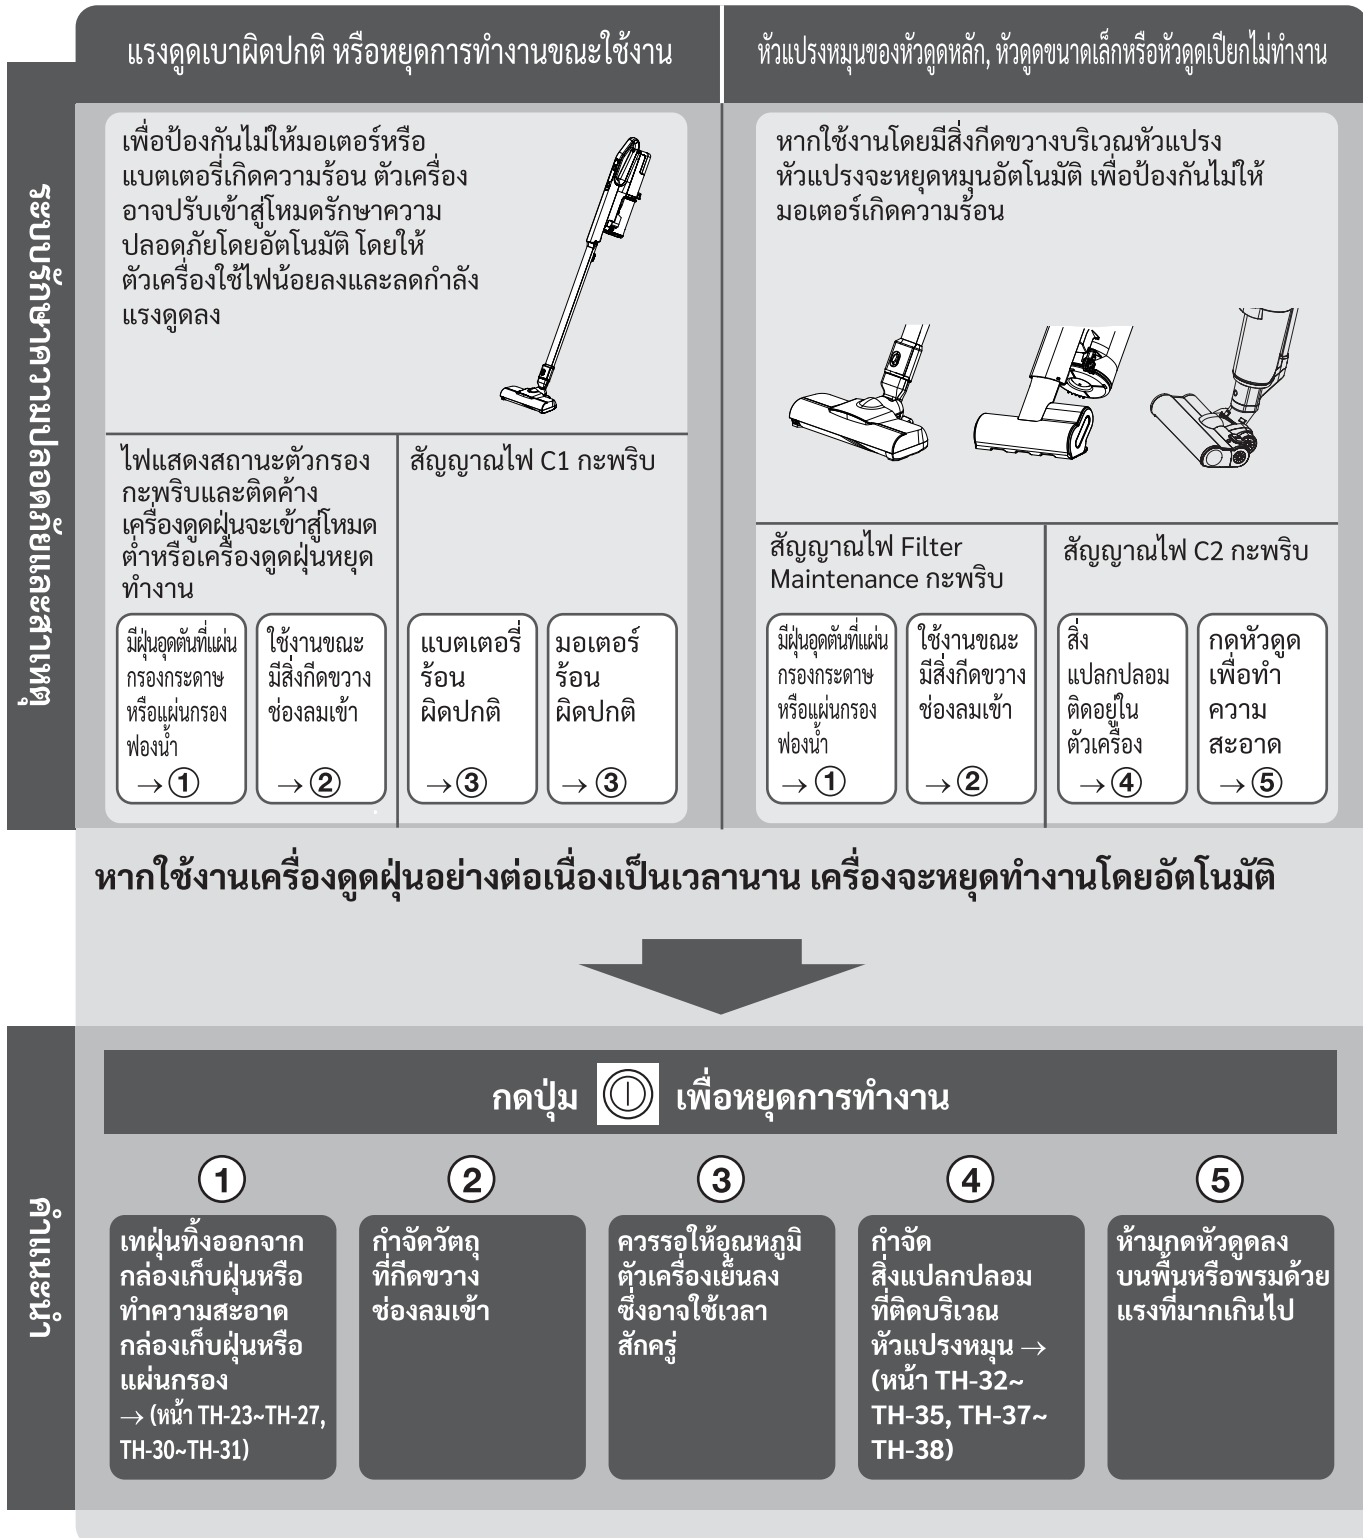 แรงดูดเบาผิดปกติ หรือหยุดการทำงานขณะใช้งาน
หัวแปรงหมุนของหัวดูดหลัก, หัวดูดขนาดเล็กหรือหัวดูดเปียกไม่ทำงาน
ระบบรักษาความปลอดภัยและสาเหตุ
เพื่อป้องกันไม่ให้มอเตอร์หรือ
แบตเตอรี่เกิดความร้อน ตัวเครื่อง
อาจปรับเข้าสู่โหมดรักษาความ
ปลอดภัยโดยอัตโนมัติ โดยให้
ตัวเครื่องใช้ไฟน้อยลงและลดกำลัง
แรงดูดลง
ไฟแสดงสถานะตัวกรอง
กะพริบและติดค้าง
เครื่องดูดฝุ่นจะเข้าสู่โหมด
ต่ำหรือเครื่องดูดฝุ่นหยุด
ทำงาน
มีฝุ่นอุดตันที่แผ่น
กรองกระดาษ
หรือแผ่นกรอง
ฟองน้ำ
→ ①
ใช้งานขณะ
มีสิ่งกีดขวาง
ช่องลมเข้า
→ ②
สัญญาณไฟ C1 กะพริบ
แบตเตอรี่
ร้อน
ผิดปกติ
→ ③
มอเตอร์
ร้อน
ผิดปกติ
→ ③
หากใช้งานโดยมีสิ่งกีดขวางบริเวณหัวแปรง
หัวแปรงจะหยุดหมุนอัตโนมัติ เพื่อป้องกันไม่ให้
มอเตอร์เกิดความร้อน
สัญญาณไฟ Filter
Maintenance กะพริบ
มีฝุ่นอุดตันที่แผ่น
กรองกระดาษ
หรือแผ่นกรอง
ฟองน้ำ
→ ①
ใช้งานขณะ
มีสิ่งกีดขวาง
ช่องลมเข้า
→ ②
สัญญาณไฟ C2 กะพริบ
สิ่ง
แปลกปลอม
ติดอยู่ใน
ตัวเครื่อง
→ ④
กดหัวดูด
เพื่อทำ
ความ
สะอาด
→ ⑤
หากใช้งานเครื่องดูดฝุ่นอย่างต่อเนื่องเป็นเวลานาน เครื่องจะหยุดทำงานโดยอัตโนมัติ
คำแนะนำ
กดปุ่ม เพื่อหยุดการทำงาน
①
เทฝุ่นทิ้งออกจาก
กล่องเก็บฝุ่นหรือ
ทำความสะอาด
กล่องเก็บฝุ่นหรือ
แผ่นกรอง
→ (หน้า TH-23~TH-27,
TH-30~TH-31)
②
กำจัดวัตถุ
ที่กีดขวาง
ช่องลมเข้า
③
ควรรอให้อุณหภูมิ
ตัวเครื่องเย็นลง
ซึ่งอาจใช้เวลา
สักครู่
④
กำจัด
สิ่งแปลกปลอม
ที่ติดบริเวณ
หัวแปรงหมุน →
(หน้า TH-32~
TH-35, TH-37~
TH-38)
⑤
ห้ามกดหัวดูดลง
บนพื้นหรือพรมด้วย
แรงที่มากเกินไป